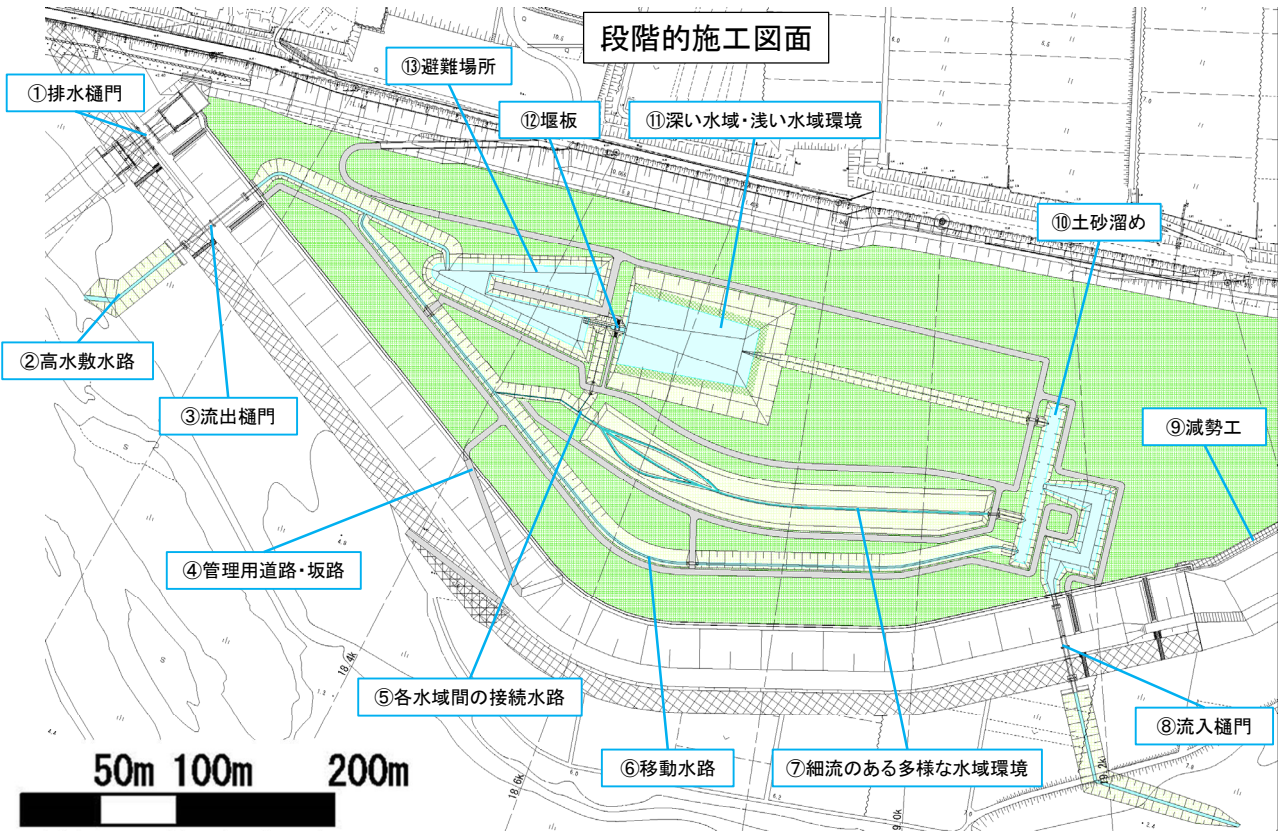 段階的施工図面
⑬避難場所
①排水樋門
⑫堰板
⑪深い水域・浅い水域環境
⑩土砂溜め
②高水敷水路
③流出樋門
⑨減勢工
④管理用道路・坂路
18.4k
⑤各水域間の接続水路
⑧流入樋門
⑥移動水路
⑦細流のある多様な水域環境
18.6k
50m 100m 200m